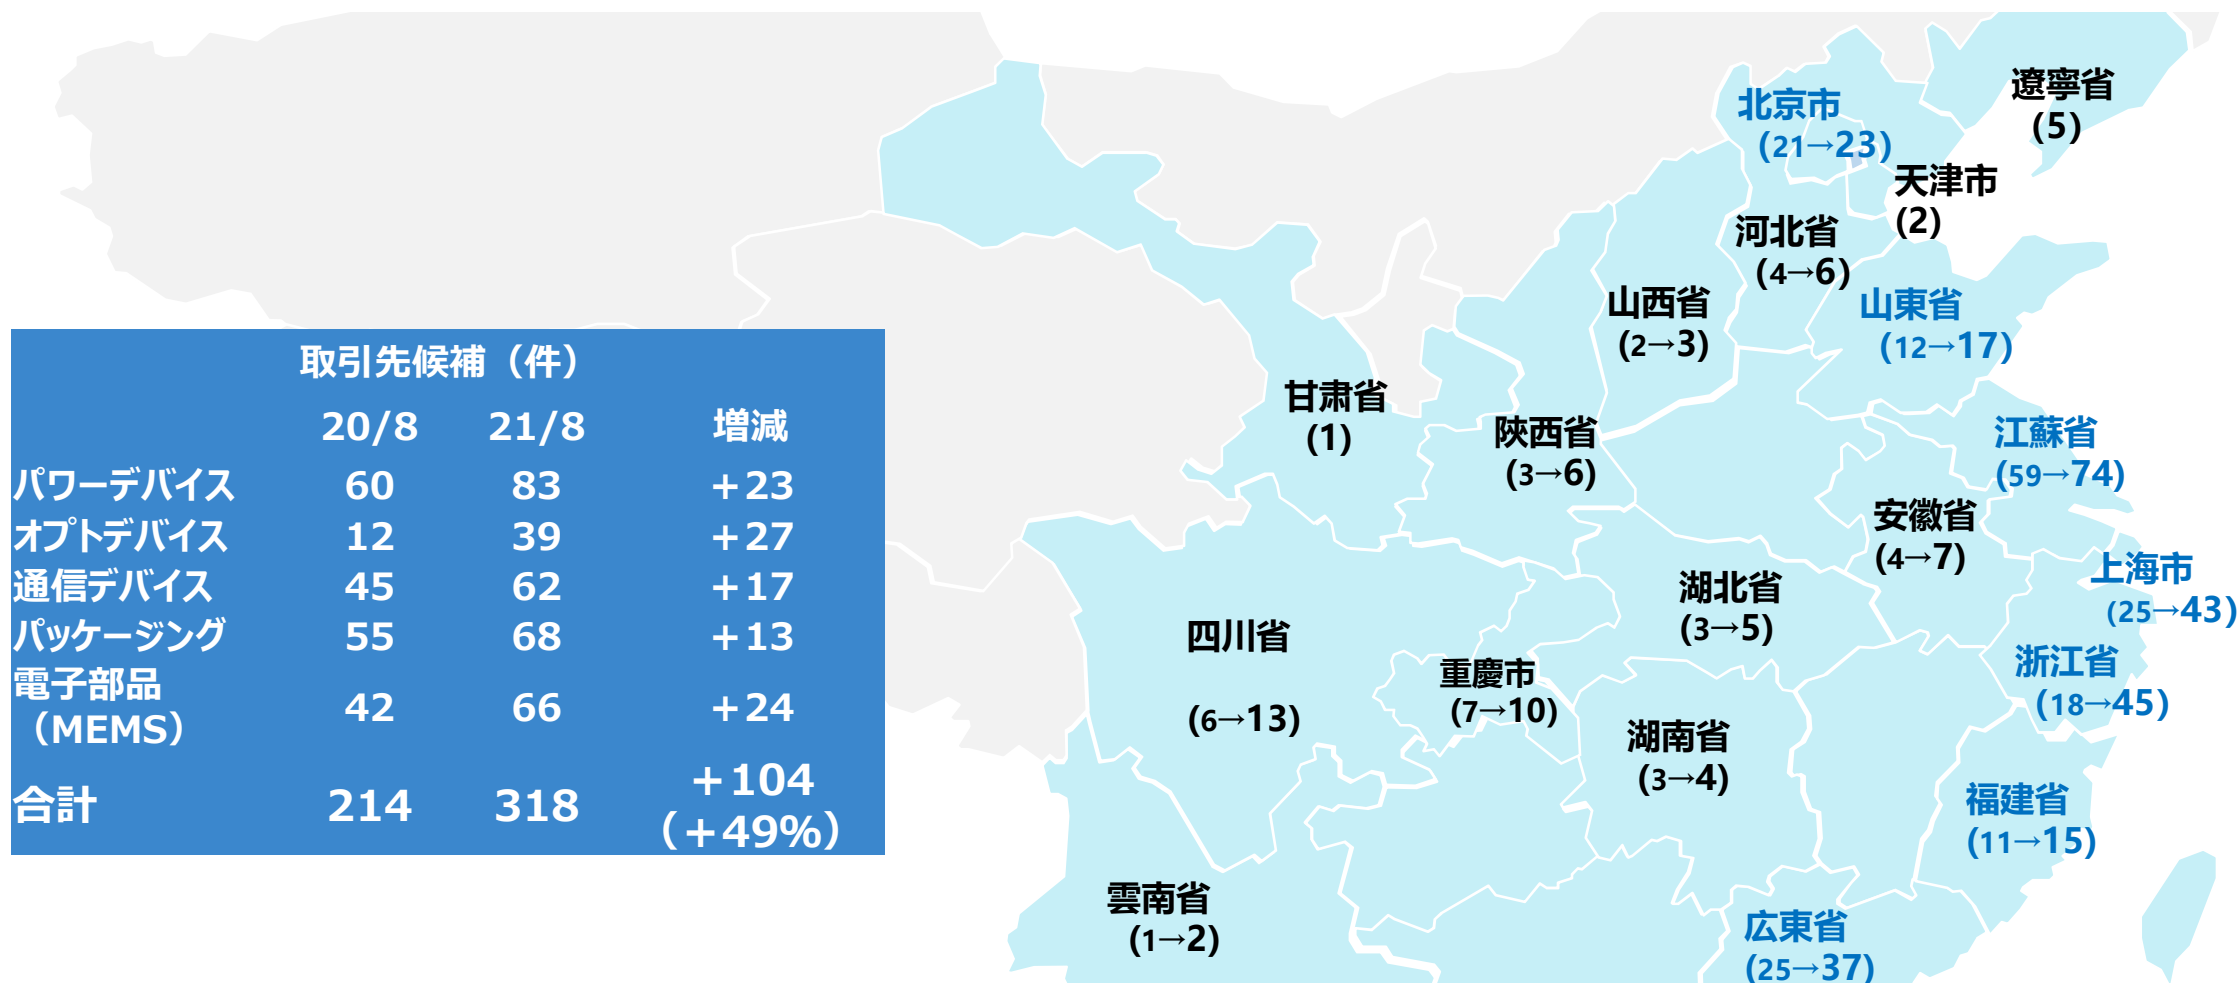 取引先候補（件）
20/8 21/8 増減
パワーデバイス 60 83 +23
オプトデバイス 12 39 +27
通信デバイス 45 62 +17
パッケージング 55 68 +13
電子部品
（MEMS） 42 66 +24
合計 214 318 +104
（+49%）
遼寧省
(5)
北京市
(21→23)
天津市
(2)
河北省
(4→6)
山西省
(2→3)
山東省
(12→17)
甘肃省
(1)
陝西省
(3→6)
江蘇省
(59→74)
安徽省
(4→7)
上海市
(25→43)
湖北省
(3→5)
四川省
(6→13)
重慶市
(7→10)
浙江省
(18→45)
湖南省
(3→4)
福建省
(11→15)
雲南省
(1→2)
広東省
(25→37)